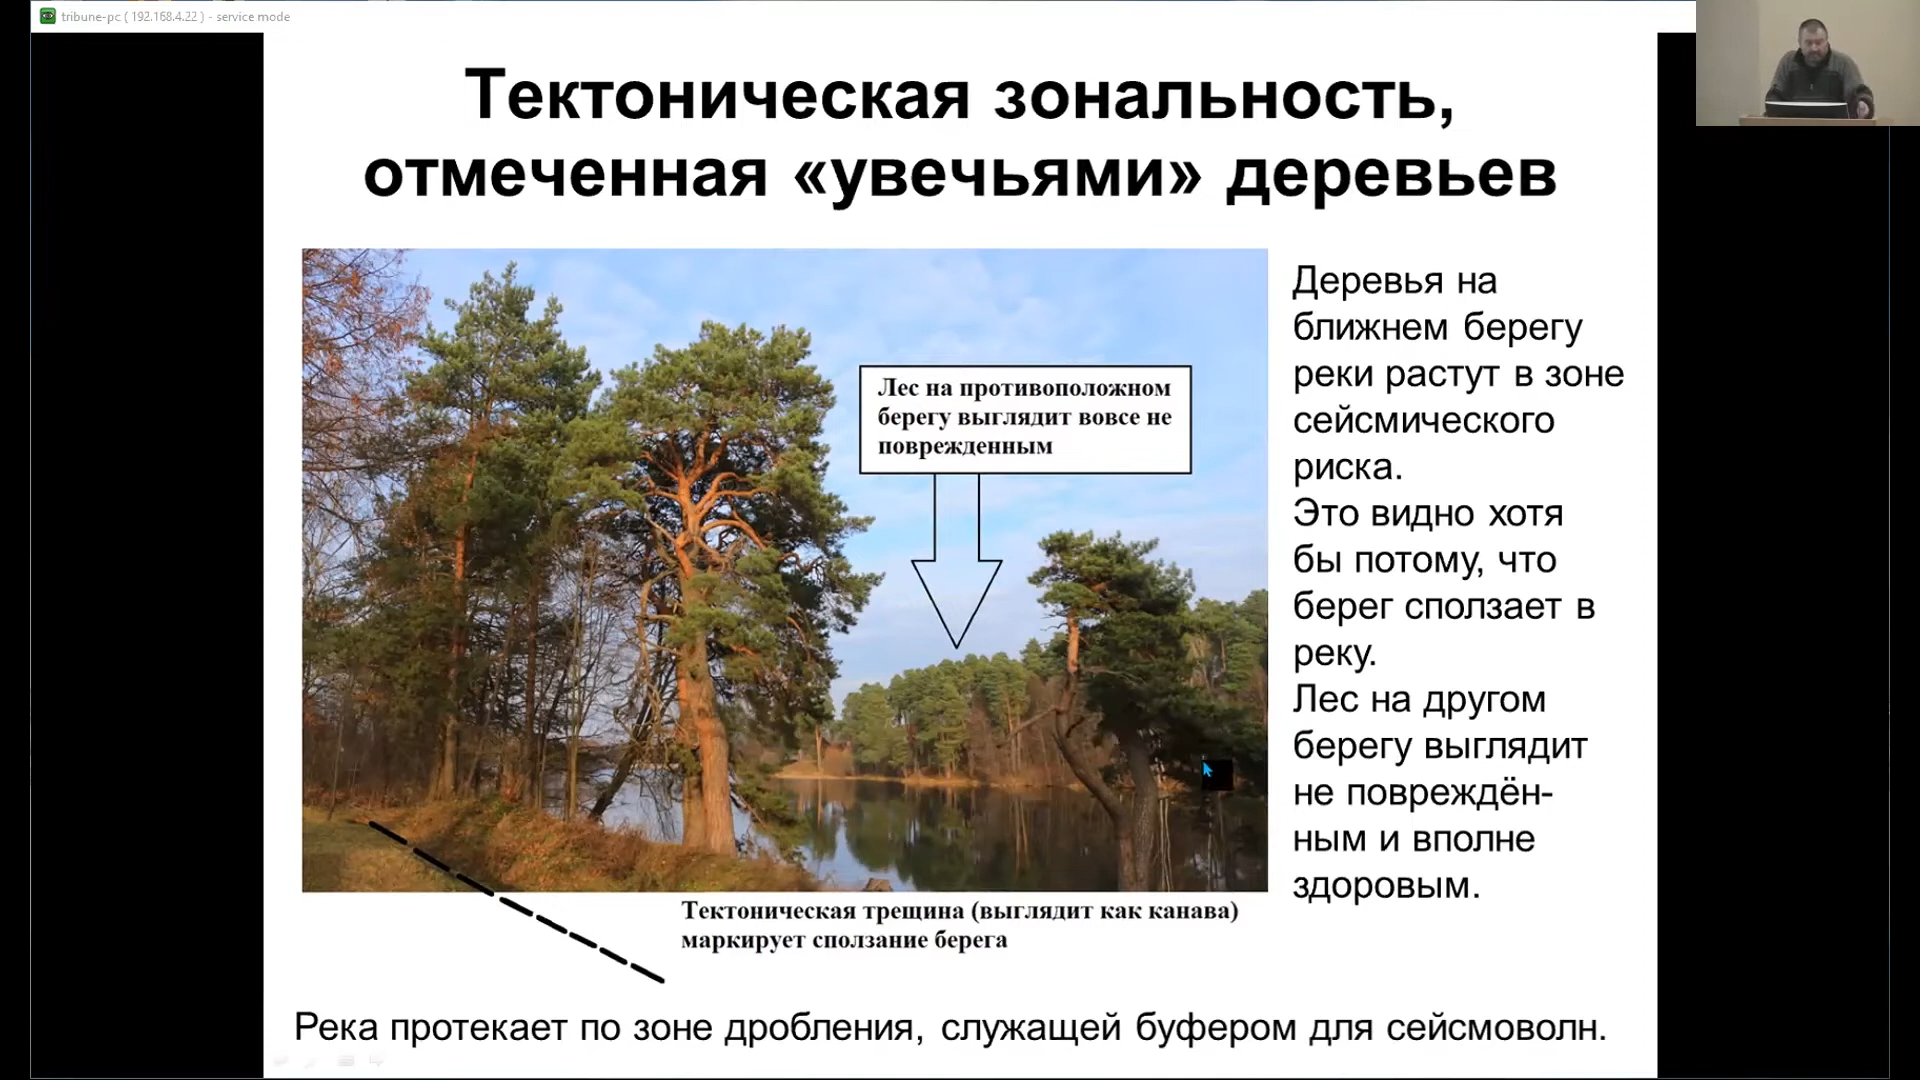 tribune-pc ( 192.168.4.22 ) - service mode
Тектоническая зональность,
отмеченная «увечьями» деревьев
Лес на противоположном
берегу выглядит вовсе не
поврежденным
Деревья на
ближнем берегу
реки растут в зоне
сейсмического
риска.
Это видно хотя
бы потому, что
берег сползает в
реку.
Лес на другом
берегу выглядит
не повреждён-
ным и вполне
здоровым.
Тектоническая трещина (выглядит как канава)
маркирует сползание берега
Река протекает по зоне дробления, служащей буфером для сейсмоволн.